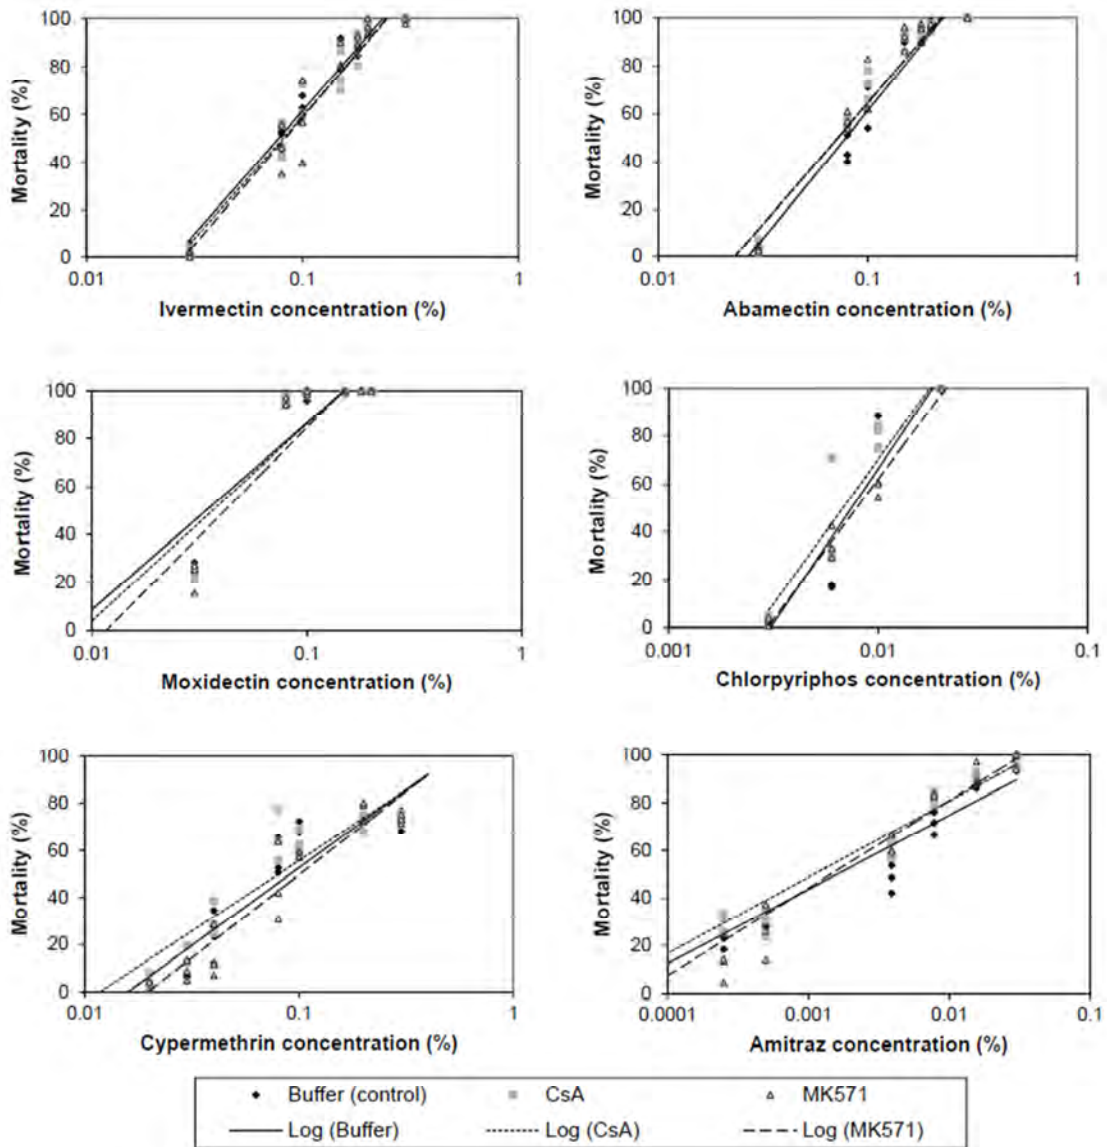 100
80
60
40
20
0
Mortality (%)
0.01 0.1 1
Ivermectin concentration (%)
100
80
60
40
20
0
Mortality (%)
0.01 0.1 1
Abamectin concentration (%)
100
80
60
40
20
0
Mortality (%)
0.01 0.1 1
Moxidectin concentration (%)
100
80
60
40
20
0
Mortality (%)
0.001 0.01 0.1
Chlorpyriphos concentration (%)
100
80
60
40
20
0
Mortality (%)
0.01 0.1 1
Cypermethrin concentration (%)
100
80
60
40
20
0
Mortality (%)
0.0001 0.001 0.01 0.1
Amitraz concentration (%)
Buffer (control) CsA MK571
Log (Buffer) Log (CsA) Log (MK571)